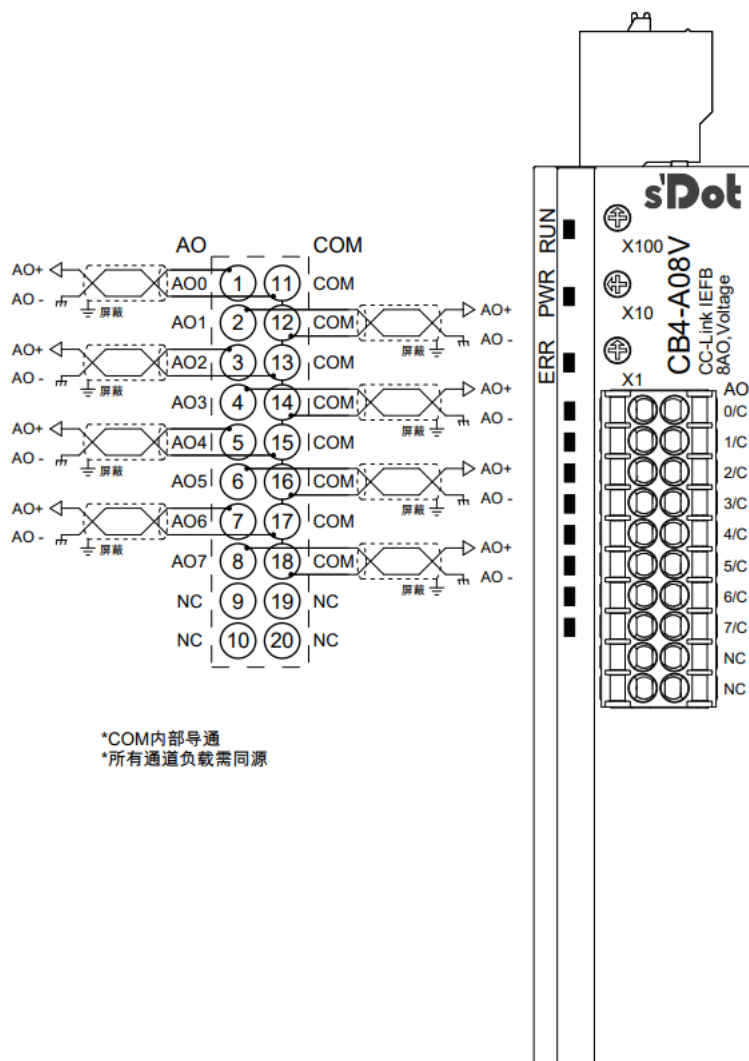 AO COM
AO+ AO0 1 11 COM
AO - 屏蔽
AO1 2 12 COM AO+
屏蔽 AO -
AO+ AO2 3 13 COM
AO - 屏蔽
AO3 4 14 COM AO+
屏蔽 AO -
AO+ AO4 5 15 COM
AO - 屏蔽
AO5 6 16 COM AO+
屏蔽 AO -
AO+ AO6 7 17 COM
AO - 屏蔽
AO7 8 18 COM AO+
屏蔽 AO -
NC 9 19 NC
NC 10 20 NC
*COM内部导通
*所有通道负载需同源
s'Dot
RUN
PWR
ERR
X100
X10
X1
CB4-A08V
CC-Link IEFB
8AO,Voltage
AO
0/C
1/C
2/C
3/C
4/C
5/C
6/C
7/C
NC
NC